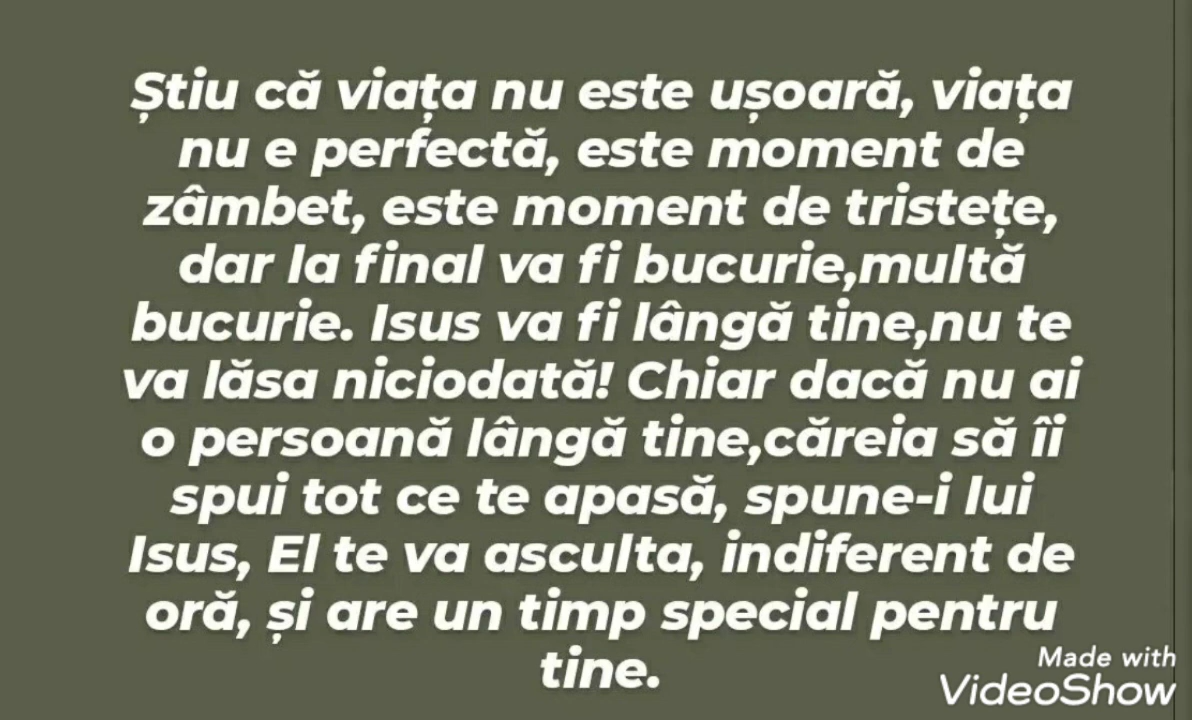 Știu că viața nu este ușoară, viața
nu e perfectă, este moment de
zâmbet, este moment de tristețe,
dar la final va fi bucurie,multă
bucurie. Isus va fi lângă tine,nu te
va lăsa niciodată! Chiar dacă nu ai
o persoană lângă tine,căreia să îi
spui tot ce te apasă, spune-i lui
Isus, El te va asculta, indiferent de
oră, și are un timp special pentru
tine.
Made with
VideoShow